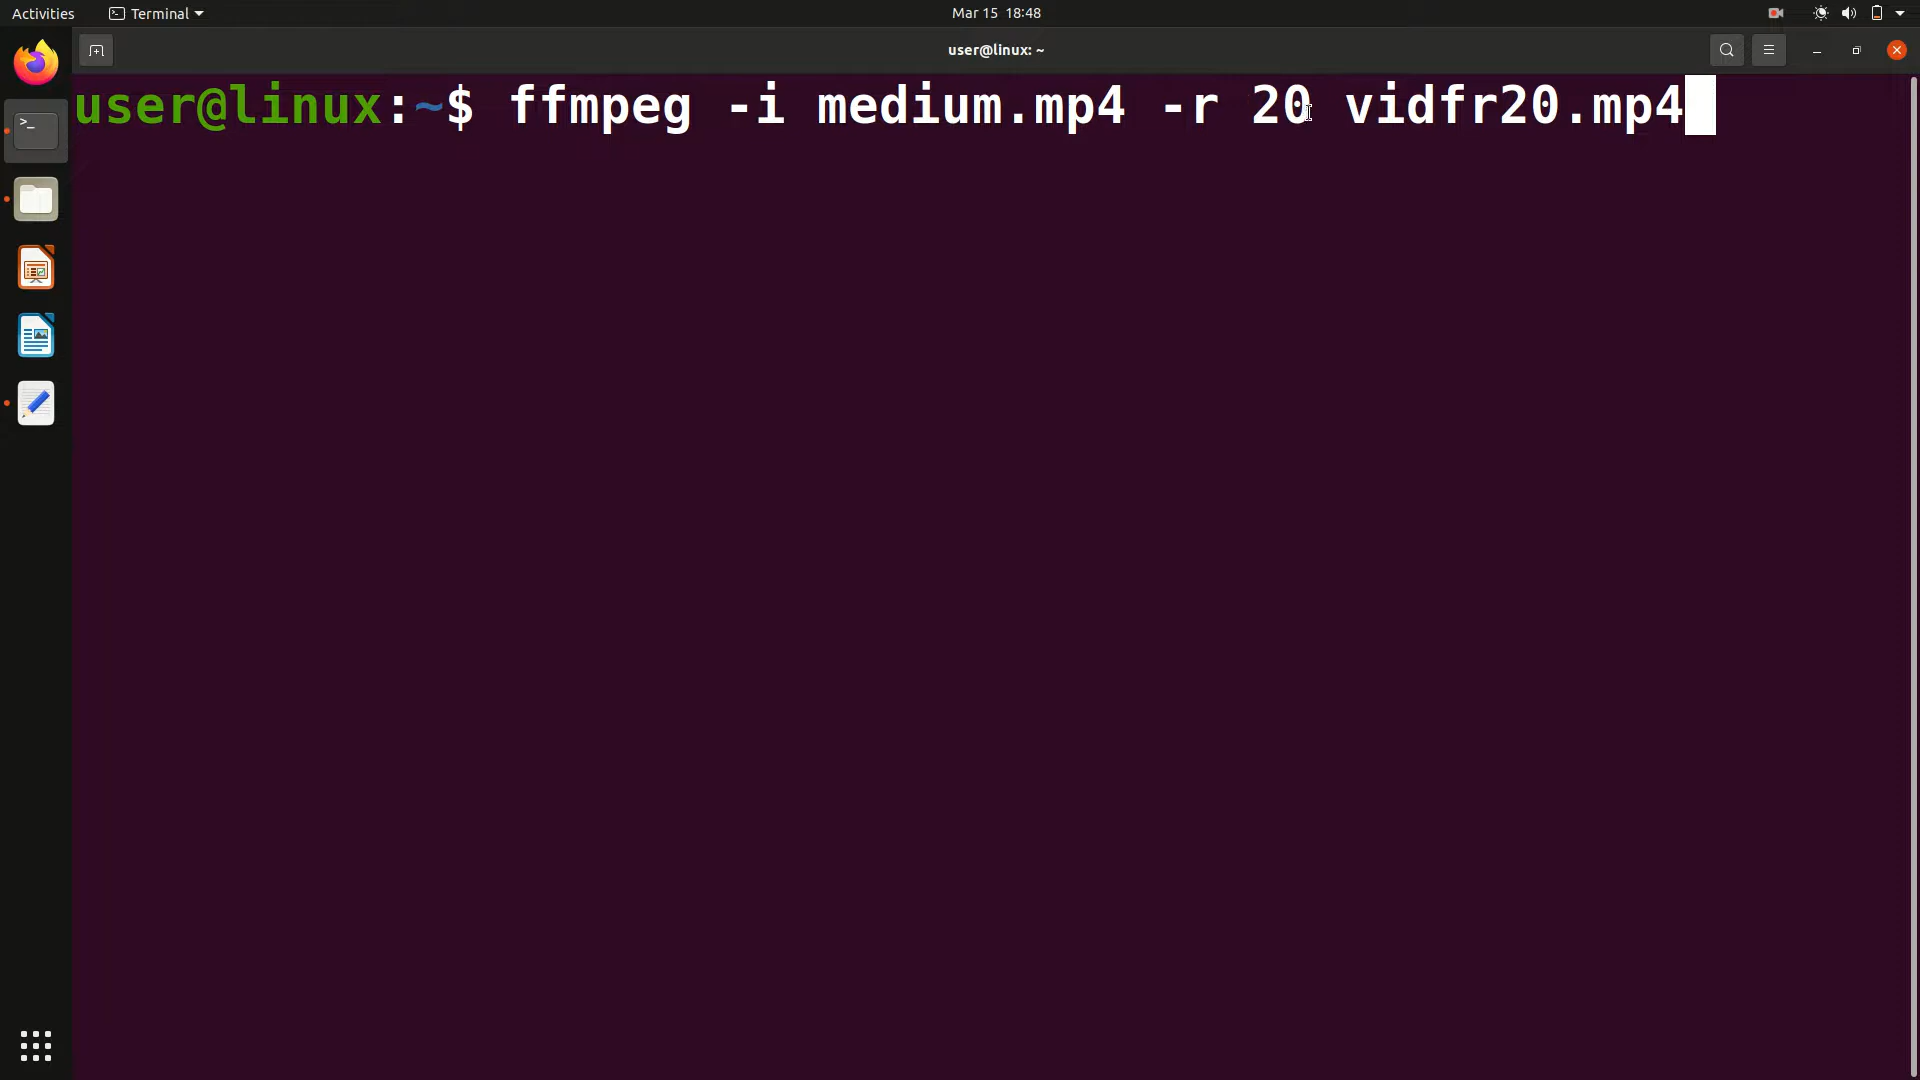 Activities Terminal Mar 15 18:48
user@linux: ~
user@linux:~$ ffmpeg -i medium.mp4 -r 20 vidfr20.mp4